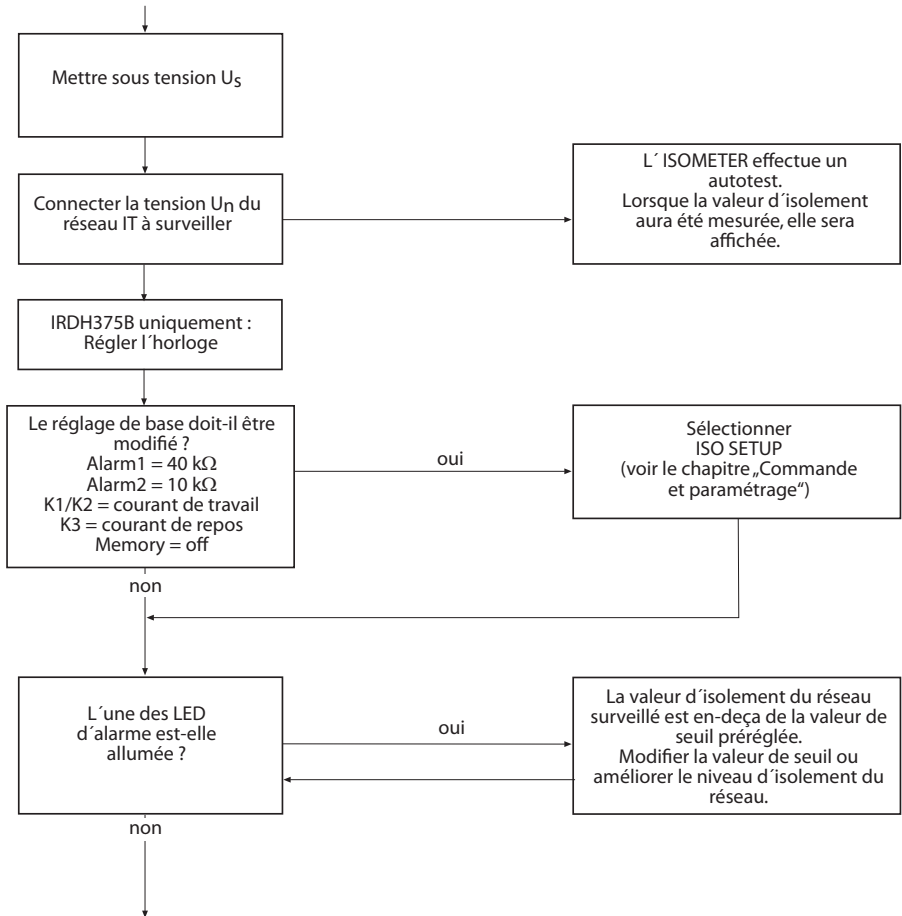 Mettre sous tension US
Connecter la tension Un du
réseau IT à surveiller
L´ ISOMETER effectue un
autotest.
Lorsque la valeur d´isolement
aura été mesurée, elle sera
affichée.
IRDH375B uniquement :
Régler l´horloge
Le réglage de base doit-il être
modifié ?
Alarm1 = 40 kΩ
Alarm2 = 10 kΩ
K1/K2 = courant de travail
K3 = courant de repos
Memory = off
oui
Sélectionner
ISO SETUP
(voir le chapitre „Commande
et paramétrage“)
non
L´une des LED
d´alarme est-elle
allumée ?
oui
La valeur d´isolement du réseau
surveillé est en-deça de la valeur de
seuil préréglée.
Modifier la valeur de seuil ou
améliorer le niveau d´isolement du
réseau.
non